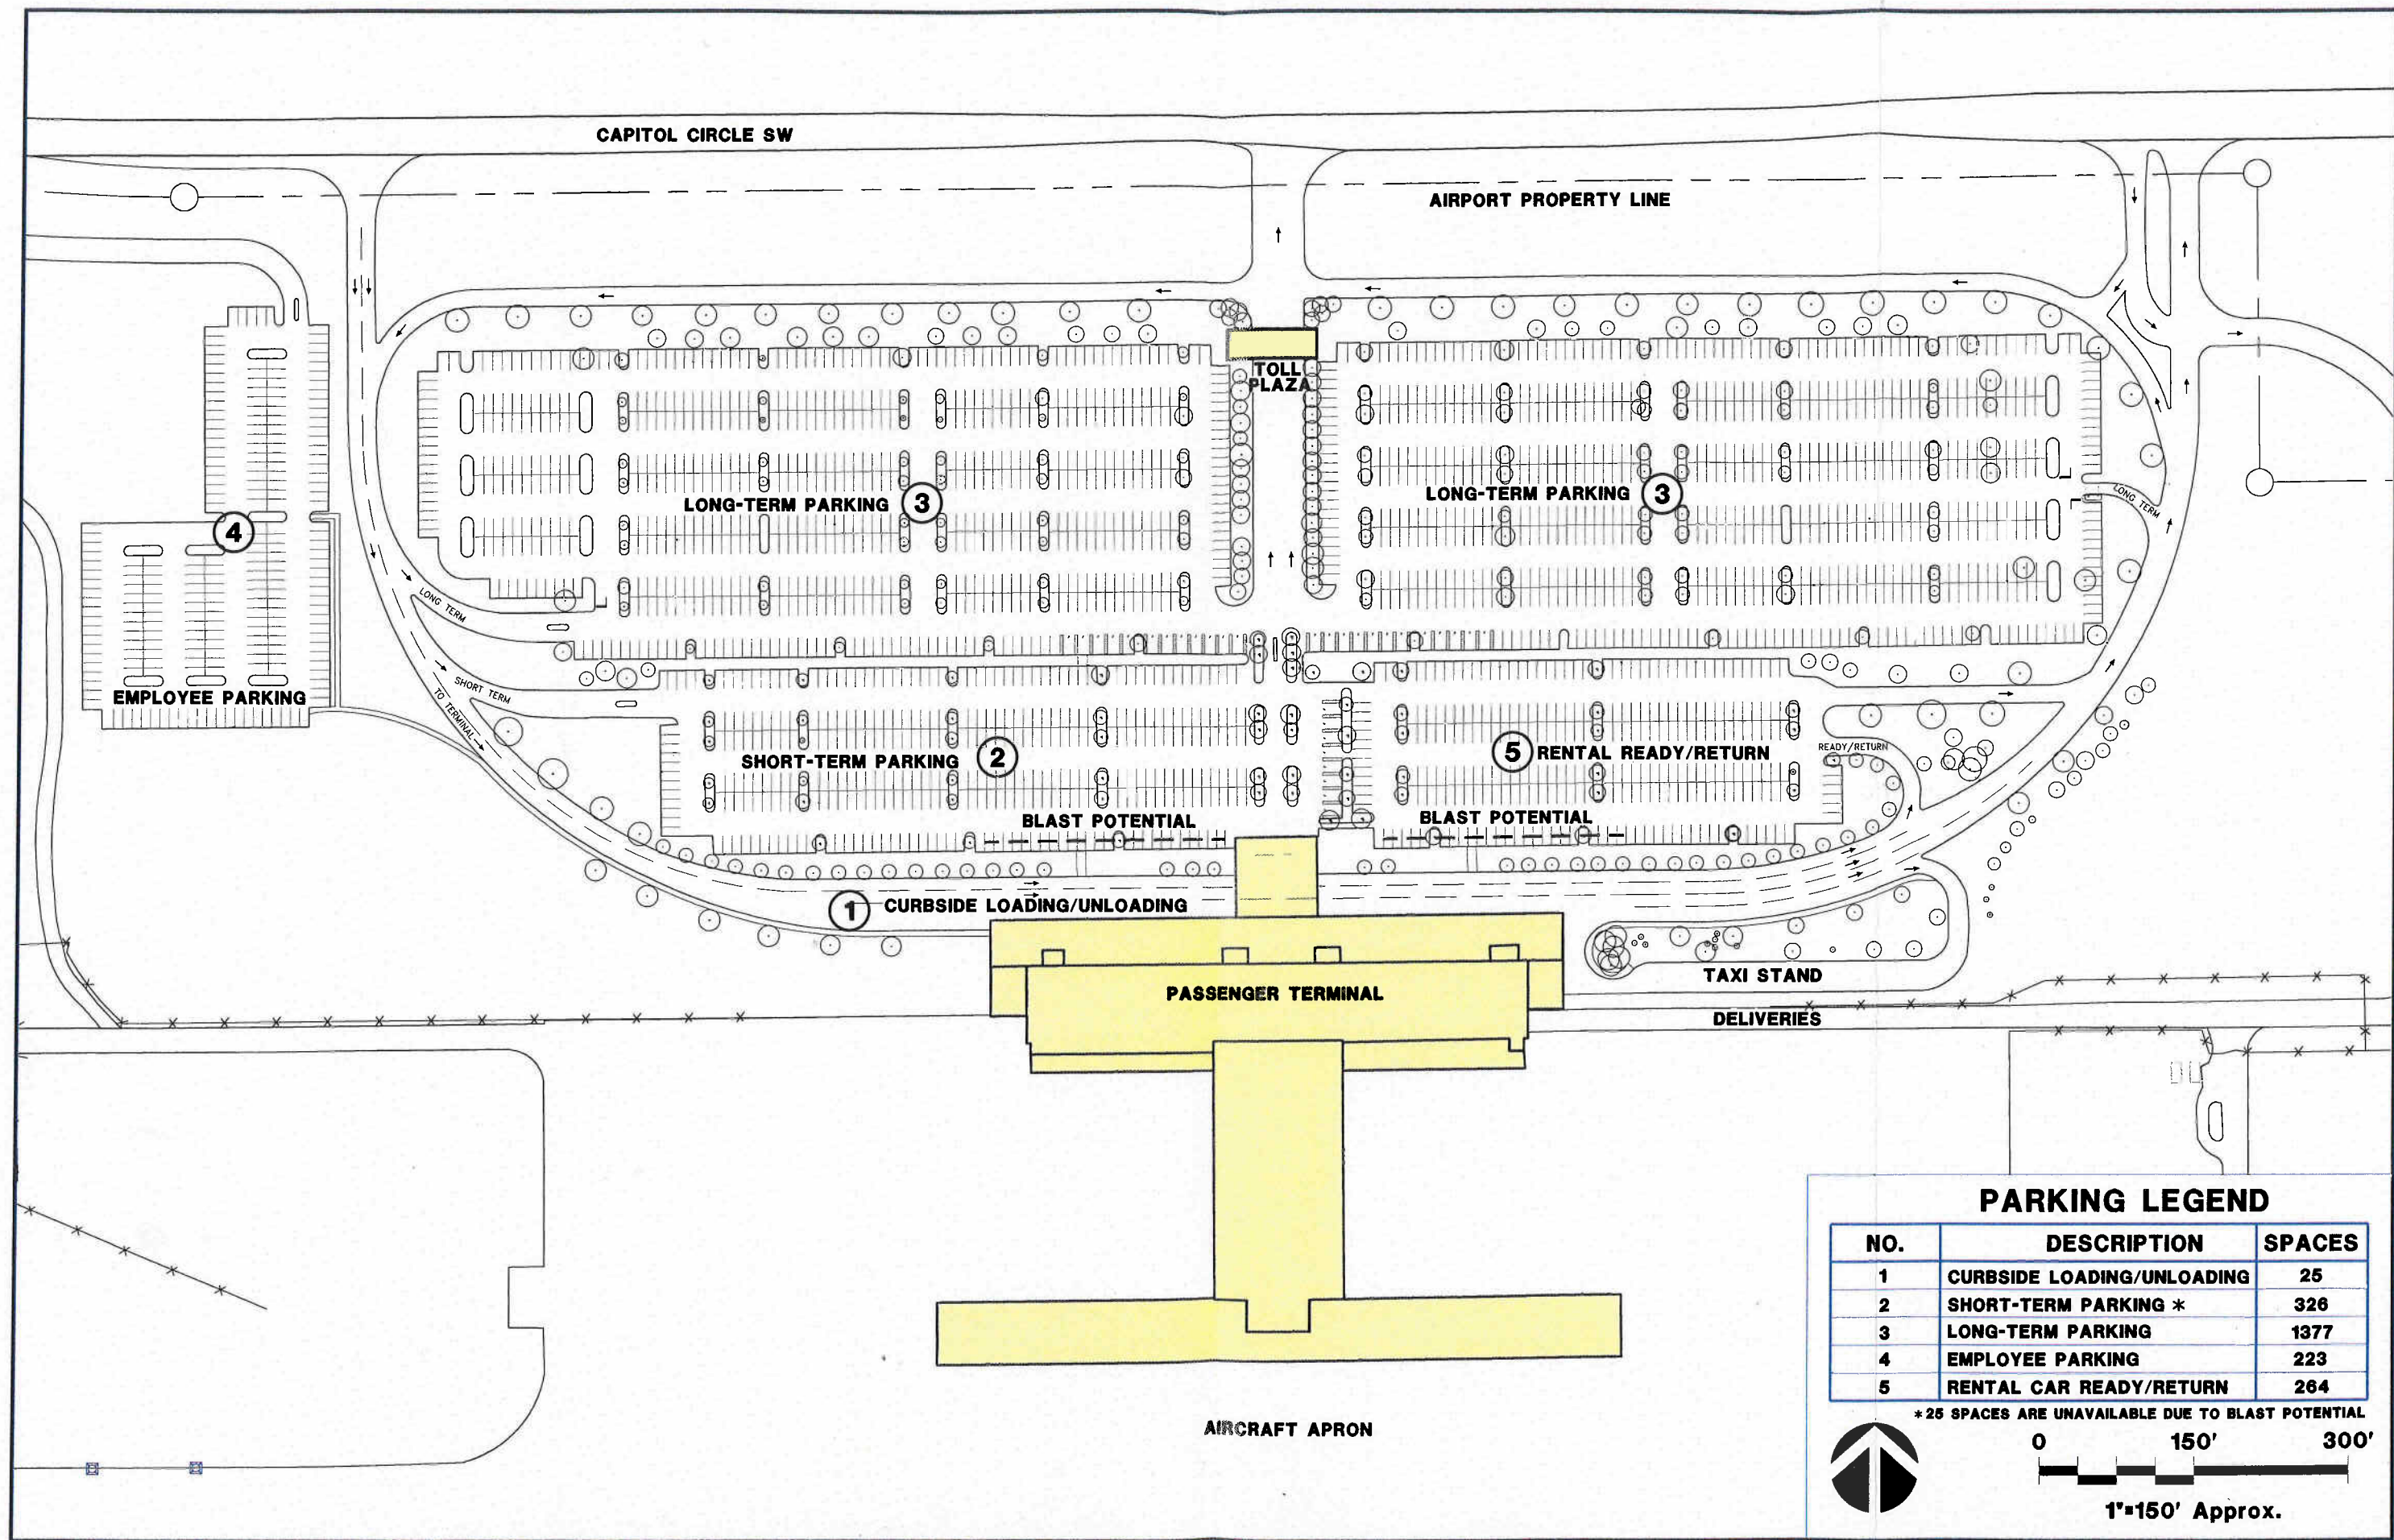 CAPITOL CIRCLE SW
AIRPORT PROPERTY LINE
TOLL
PLAZA
LONG-TERM PARKING 3
LONG-TERM PARKING 3
LONG TERM
4
EMPLOYEE PARKING
LONG TERM
SHORT TERM
TO TERMINAL
SHORT-TERM PARKING 2
5 RENTAL READY/RETURN
READY/RETURN
BLAST POTENTIAL
BLAST POTENTIAL
1 CURBSIDE LOADING/UNLOADING
PASSENGER TERMINAL
TAXI STAND
DELIVERIES
AIRCRAFT APRON
PARKING LEGEND
NO. DESCRIPTION SPACES
1 CURBSIDE LOADING/UNLOADING 25
2 SHORT-TERM PARKING * 326
3 LONG-TERM PARKING 1377
4 EMPLOYEE PARKING 223
5 RENTAL CAR READY/RETURN 264
*25 SPACES ARE UNAVAILABLE DUE TO BLAST POTENTIAL
0 150' 300'
1"=150' Approx.